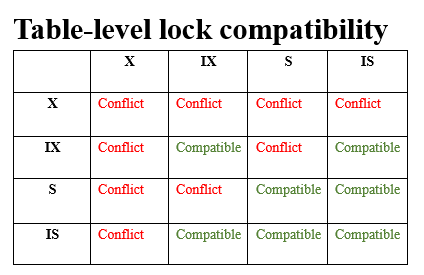 Table-level lock compatibility
X IX S IS
X Conflict Conflict Conflict Conflict
IX Conflict Compatible Conflict Compatible
S Conflict Conflict Compatible Compatible
IS Conflict Compatible Compatible Compatible